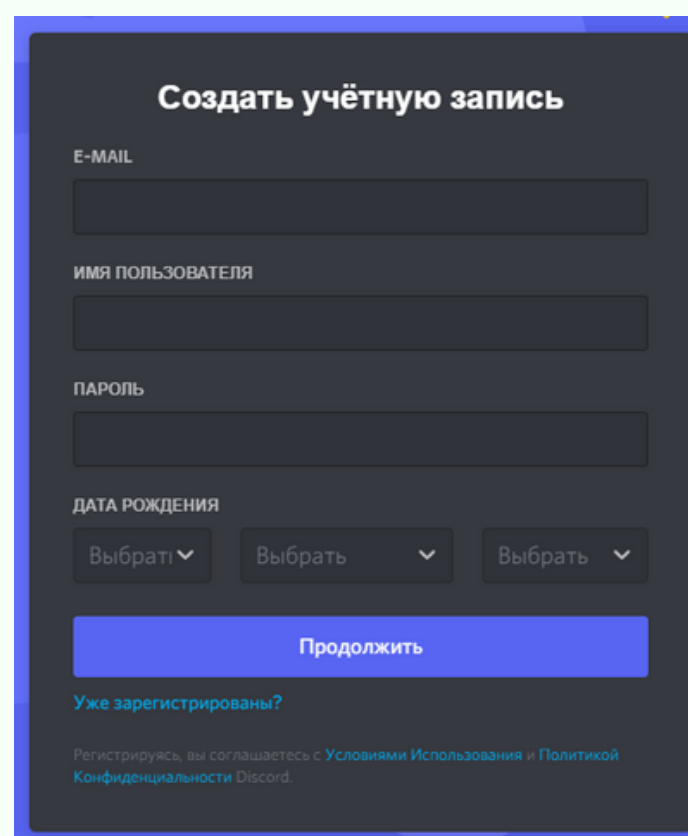 Создать учётную запись
E-MAIL
ИМЯ ПОЛЬЗОВАТЕЛЯ
ПАРОЛЬ
ДАТА РОЖДЕНИЯ
Выбрать Выбрать Выбрать
Продолжить
Уже зарегистрированы?
Регистрируясь, вы соглашаетесь с Условиями Использования и Политикой
Конфиденциальности Discord.